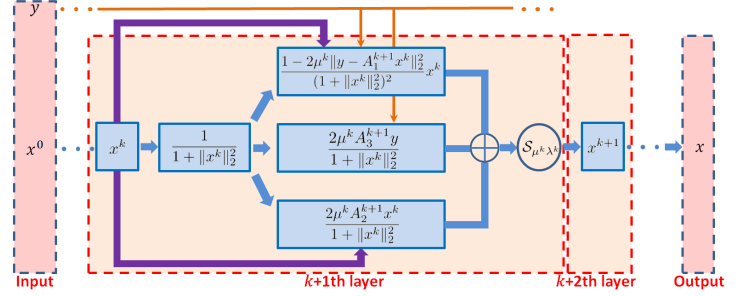 y
x^0
x^k
\frac{1}{1+\|x^k\|_2^2}
\frac{1-2\mu^k\|y-A_1^{k+1}x^k\|_2^2}{(1+\|x^k\|_2^2)^2}x^k
\frac{2\mu^k A_3^{k+1}y}{1+\|x^k\|_2^2}
\frac{2\mu^k A_2^{k+1}x^k}{1+\|x^k\|_2^2}
\mathcal{S}_{\mu^k\lambda^k}
x^{k+1}
x
Input
k+1th layer
k+2th layer
Output